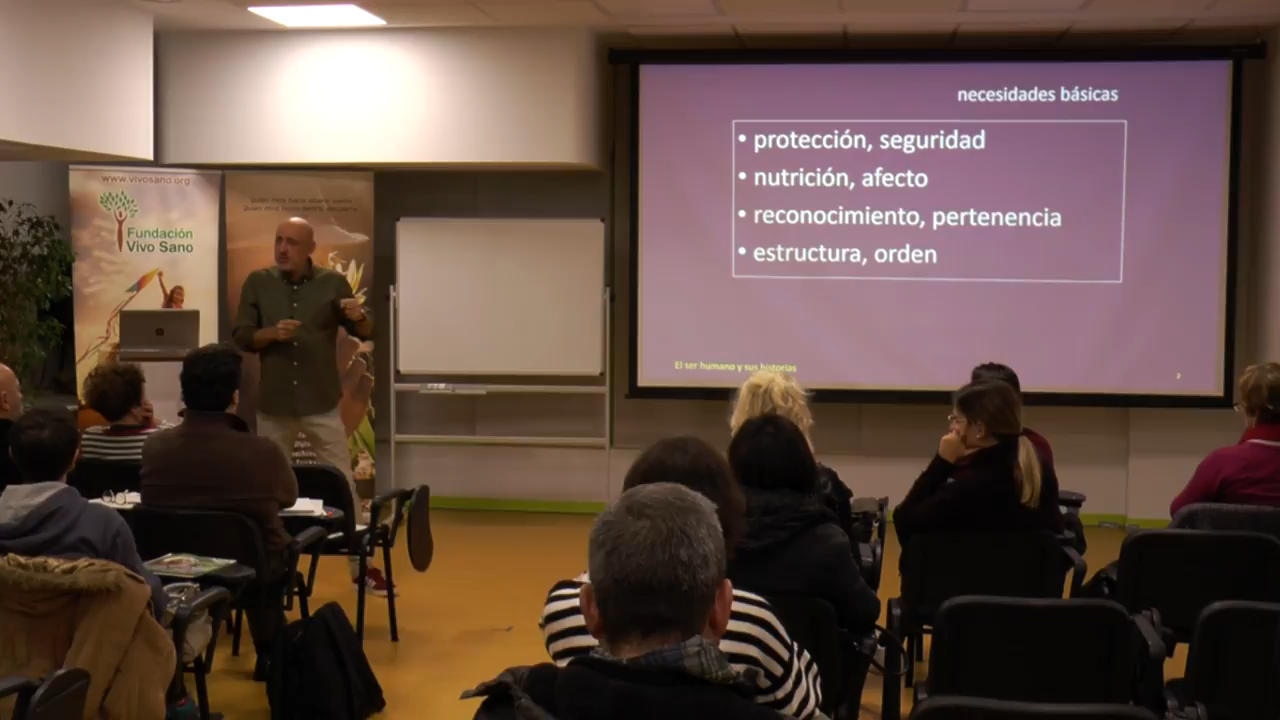 necesidades básicas
• protección, seguridad
• nutrición, afecto
• reconocimiento, pertenencia
• estructura, orden
El ser humano y sus historias
2
www.vivosano.org
Fundación
Vivo Sano